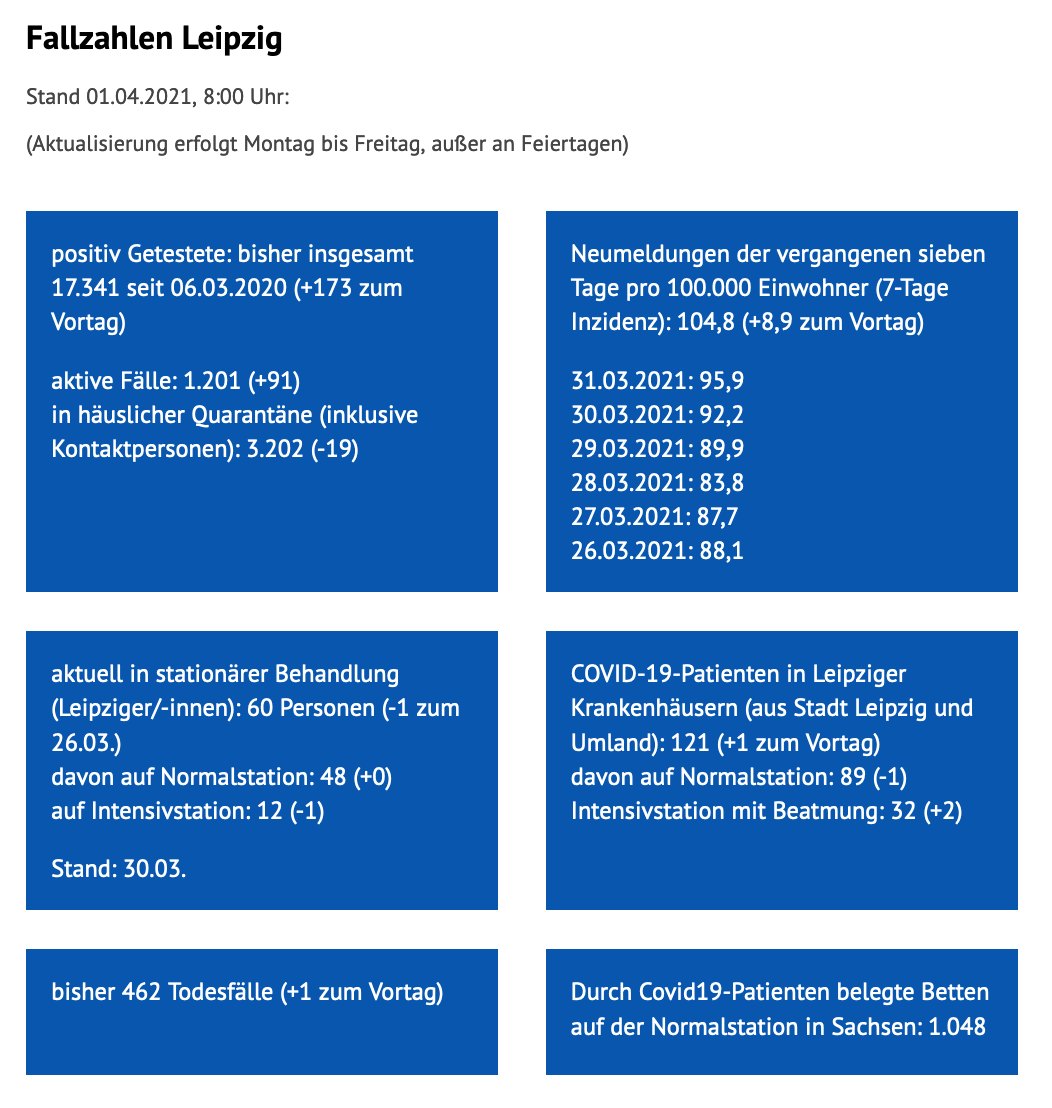 Fallzahlen Leipzig
Stand 01.04.2021, 8:00 Uhr:
(Aktualisierung erfolgt Montag bis Freitag, außer an Feiertagen)
positiv Getestete: bisher insgesamt
17.341 seit 06.03.2020 (+173 zum
Vortag)
aktive Fälle: 1.201 (+91)
in häuslicher Quarantäne (inklusive
Kontaktpersonen): 3.202 (-19)
Neumeldungen der vergangenen sieben
Tage pro 100.000 Einwohner (7-Tage
Inzidenz): 104,8 (+8,9 zum Vortag)
31.03.2021: 95,9
30.03.2021: 92,2
29.03.2021: 89,9
28.03.2021: 83,8
27.03.2021: 87,7
26.03.2021: 88,1
aktuell in stationärer Behandlung
(Leipziger/-innen): 60 Personen (-1 zum
26.03.)
davon auf Normalstation: 48 (+0)
auf Intensivstation: 12 (-1)
Stand: 30.03.
COVID-19-Patienten in Leipziger
Krankenhäusern (aus Stadt Leipzig und
Umland): 121 (+1 zum Vortag)
davon auf Normalstation: 89 (-1)
Intensivstation mit Beatmung: 32 (+2)
bisher 462 Todesfälle (+1 zum Vortag)
Durch Covid19-Patienten belegte Betten
auf der Normalstation in Sachsen: 1.048